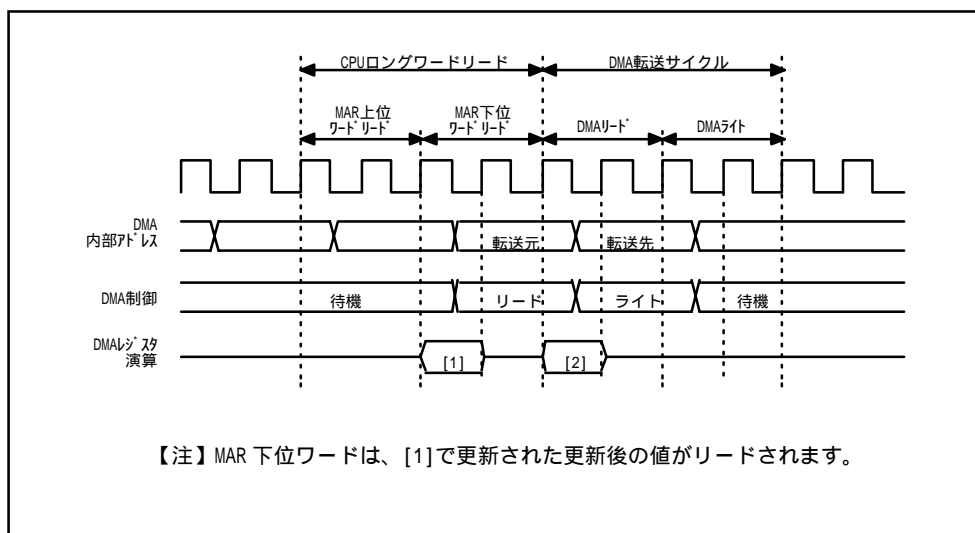 CPUロングワードリード
DMA転送サイクル
MAR上位
ﾜｰﾄﾞﾘｰﾄﾞ
MAR下位
ﾜｰﾄﾞﾘｰﾄﾞ
DMAﾘｰﾄﾞ
DMAﾗｲﾄ
DMA
内部ｱﾄﾞﾚｽ
転送元
転送先
DMA制御
待機
リード
ライト
待機
DMAﾚｼﾞｽﾀ
演算
[1]
[2]
【注】MAR 下位ワードは、[1]で更新された更新後の値がリードされます。